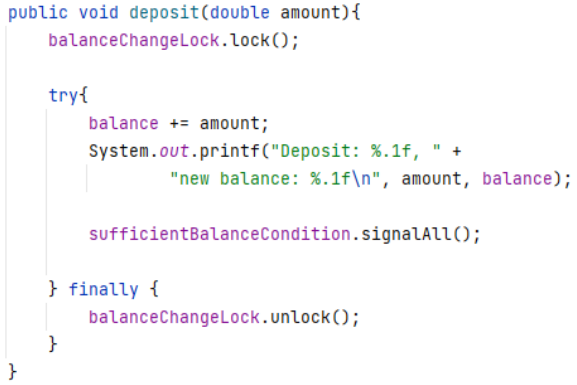 public void deposit(double amount){
    balanceChangeLock.lock();

    try{
        balance += amount;
        System.out.printf("Deposit: %.1f, " +
                "new balance: %.1f\n", amount, balance);

        sufficientBalanceCondition.signalAll();

    } finally {
        balanceChangeLock.unlock();
    }
}